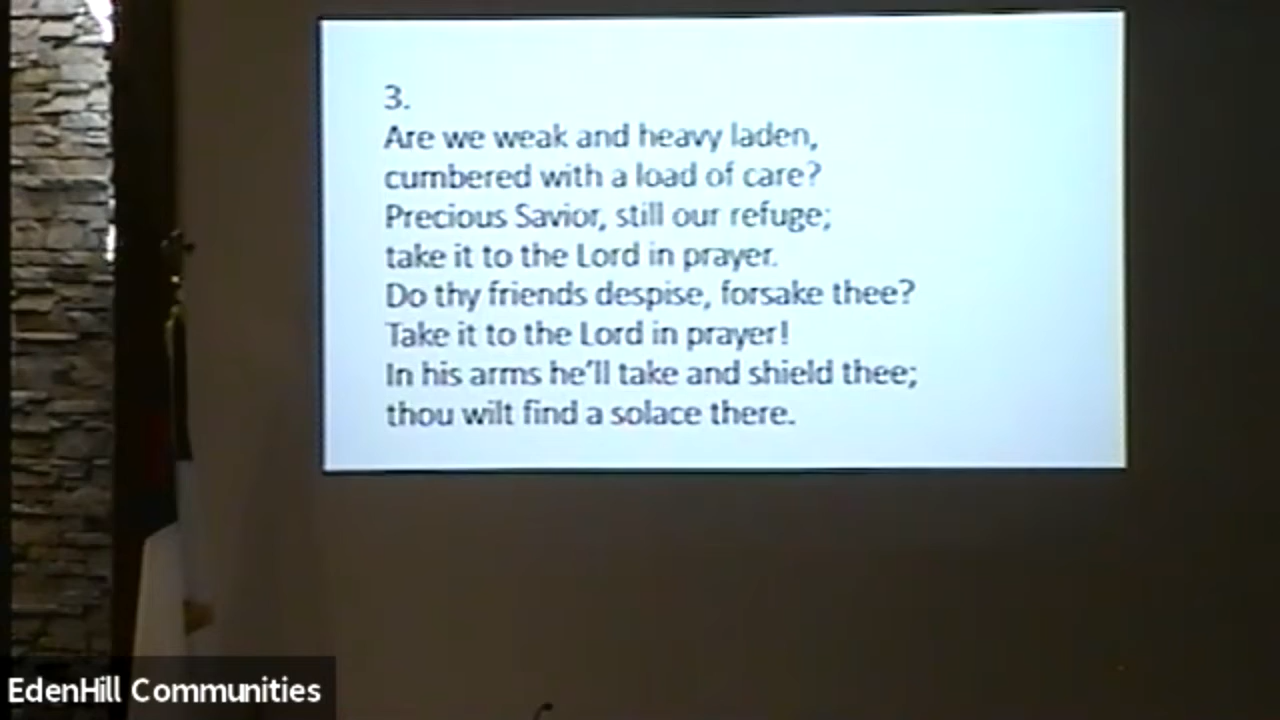 3.
Are we weak and heavy laden,
cumbered with a load of care?
Precious Savior, still our refuge;
take it to the Lord in prayer.
Do thy friends despise, forsake thee?
Take it to the Lord in prayer!
In his arms he'll take and shield thee;
thou wilt find a solace there.
EdenHill Communities